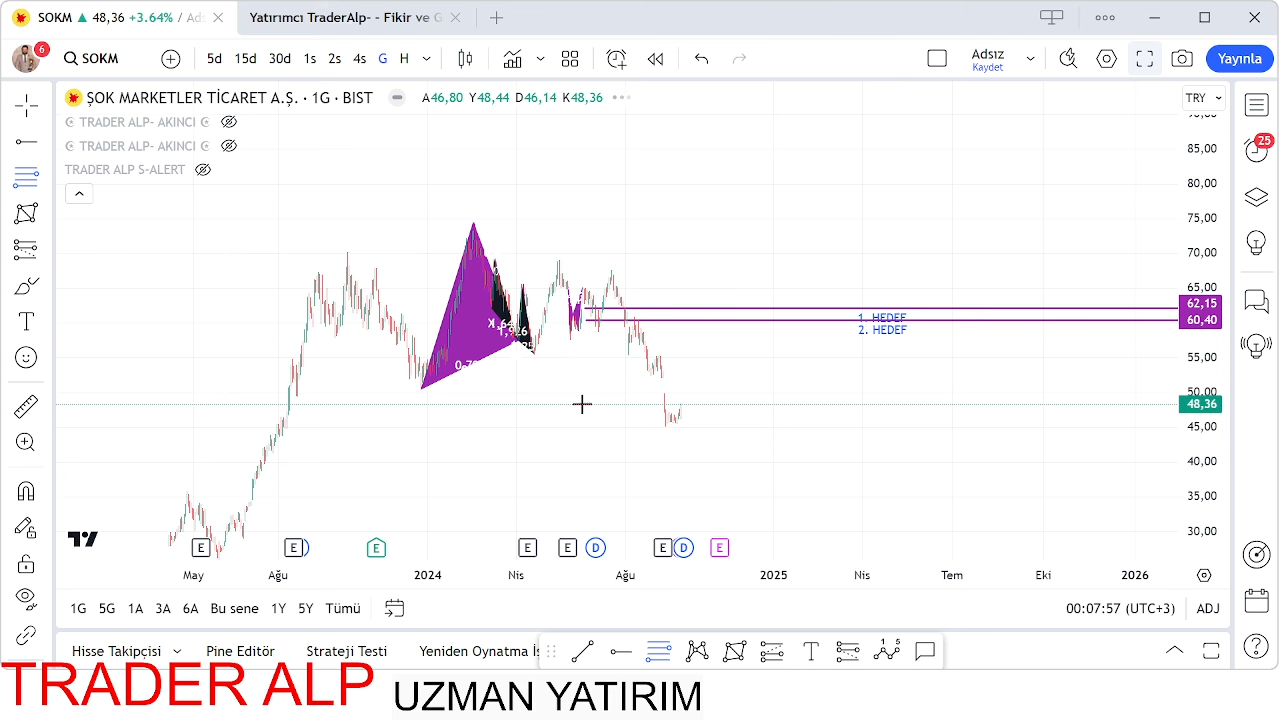 SOKM ▲ 48,36 +3.64% / Ads
Yatırımcı TraderAlp- - Fikir ve G
6
SOKM
5d 15d 30d 1s 2s 4s G H
Adsız
Kaydet
Yayınla
ŞOK MARKETLER TİCARET A.Ş. · 1G · BIST
A46,80 Y48,44 D46,14 K48,36
TRY
TRADER ALP- AKINCI
TRADER ALP- AKINCI
TRADER ALP S-ALERT
25
85,00
80,00
75,00
70,00
65,00
62,15
60,40
55,00
50,00
48,36
45,00
40,00
35,00
30,00
1. HEDEF
2. HEDEF
E E E E E D E D E
May Ağu 2024 Nis Ağu 2025 Nis Tem Eki 2026
1G 5G 1A 3A 6A Bu sene 1Y 5Y Tümü
00:07:57 (UTC+3) ADJ
Hisse Takipçisi Pine Editör Strateji Testi Yeniden Oynatma
TRADER ALP UZMAN YATIRIM